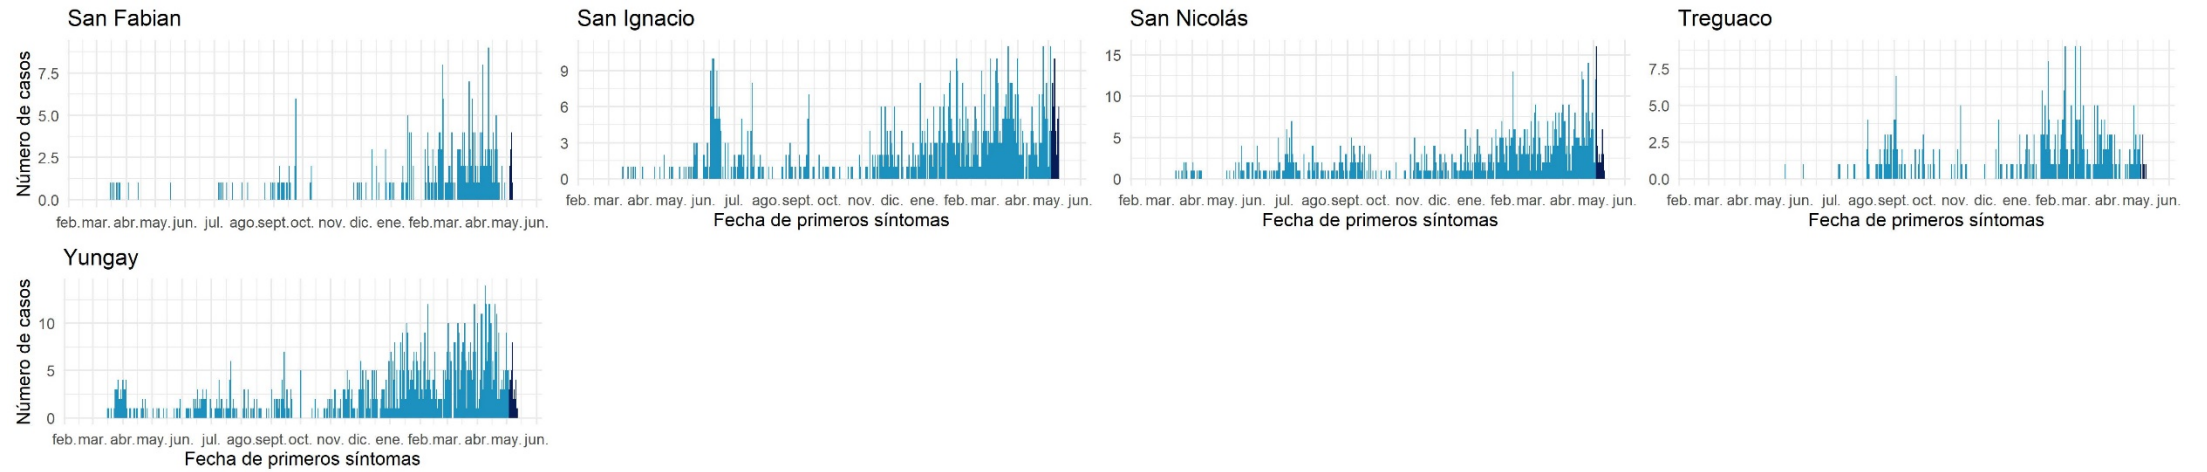 San Fabian
Número de casos
7.5
5.0
2.5
0.0
feb. mar. abr. may. jun. jul. ago. sept. oct. nov. dic. ene. feb. mar. abr. may. jun.
San Ignacio
9
6
3
0
feb. mar. abr. may. jun. jul. ago. sept. oct. nov. dic. ene. feb. mar. abr. may. jun.
Fecha de primeros síntomas
San Nicolás
15
10
5
0
feb. mar. abr. may. jun. jul. ago. sept. oct. nov. dic. ene. feb. mar. abr. may. jun.
Fecha de primeros síntomas
Treguaco
7.5
5.0
2.5
0.0
feb. mar. abr. may. jun. jul. ago. sept. oct. nov. dic. ene. feb. mar. abr. may. jun.
Fecha de primeros síntomas
Yungay
Número de casos
10
5
0
feb. mar. abr. may. jun. jul. ago. sept. oct. nov. dic. ene. feb. mar. abr. may. jun.
Fecha de primeros síntomas